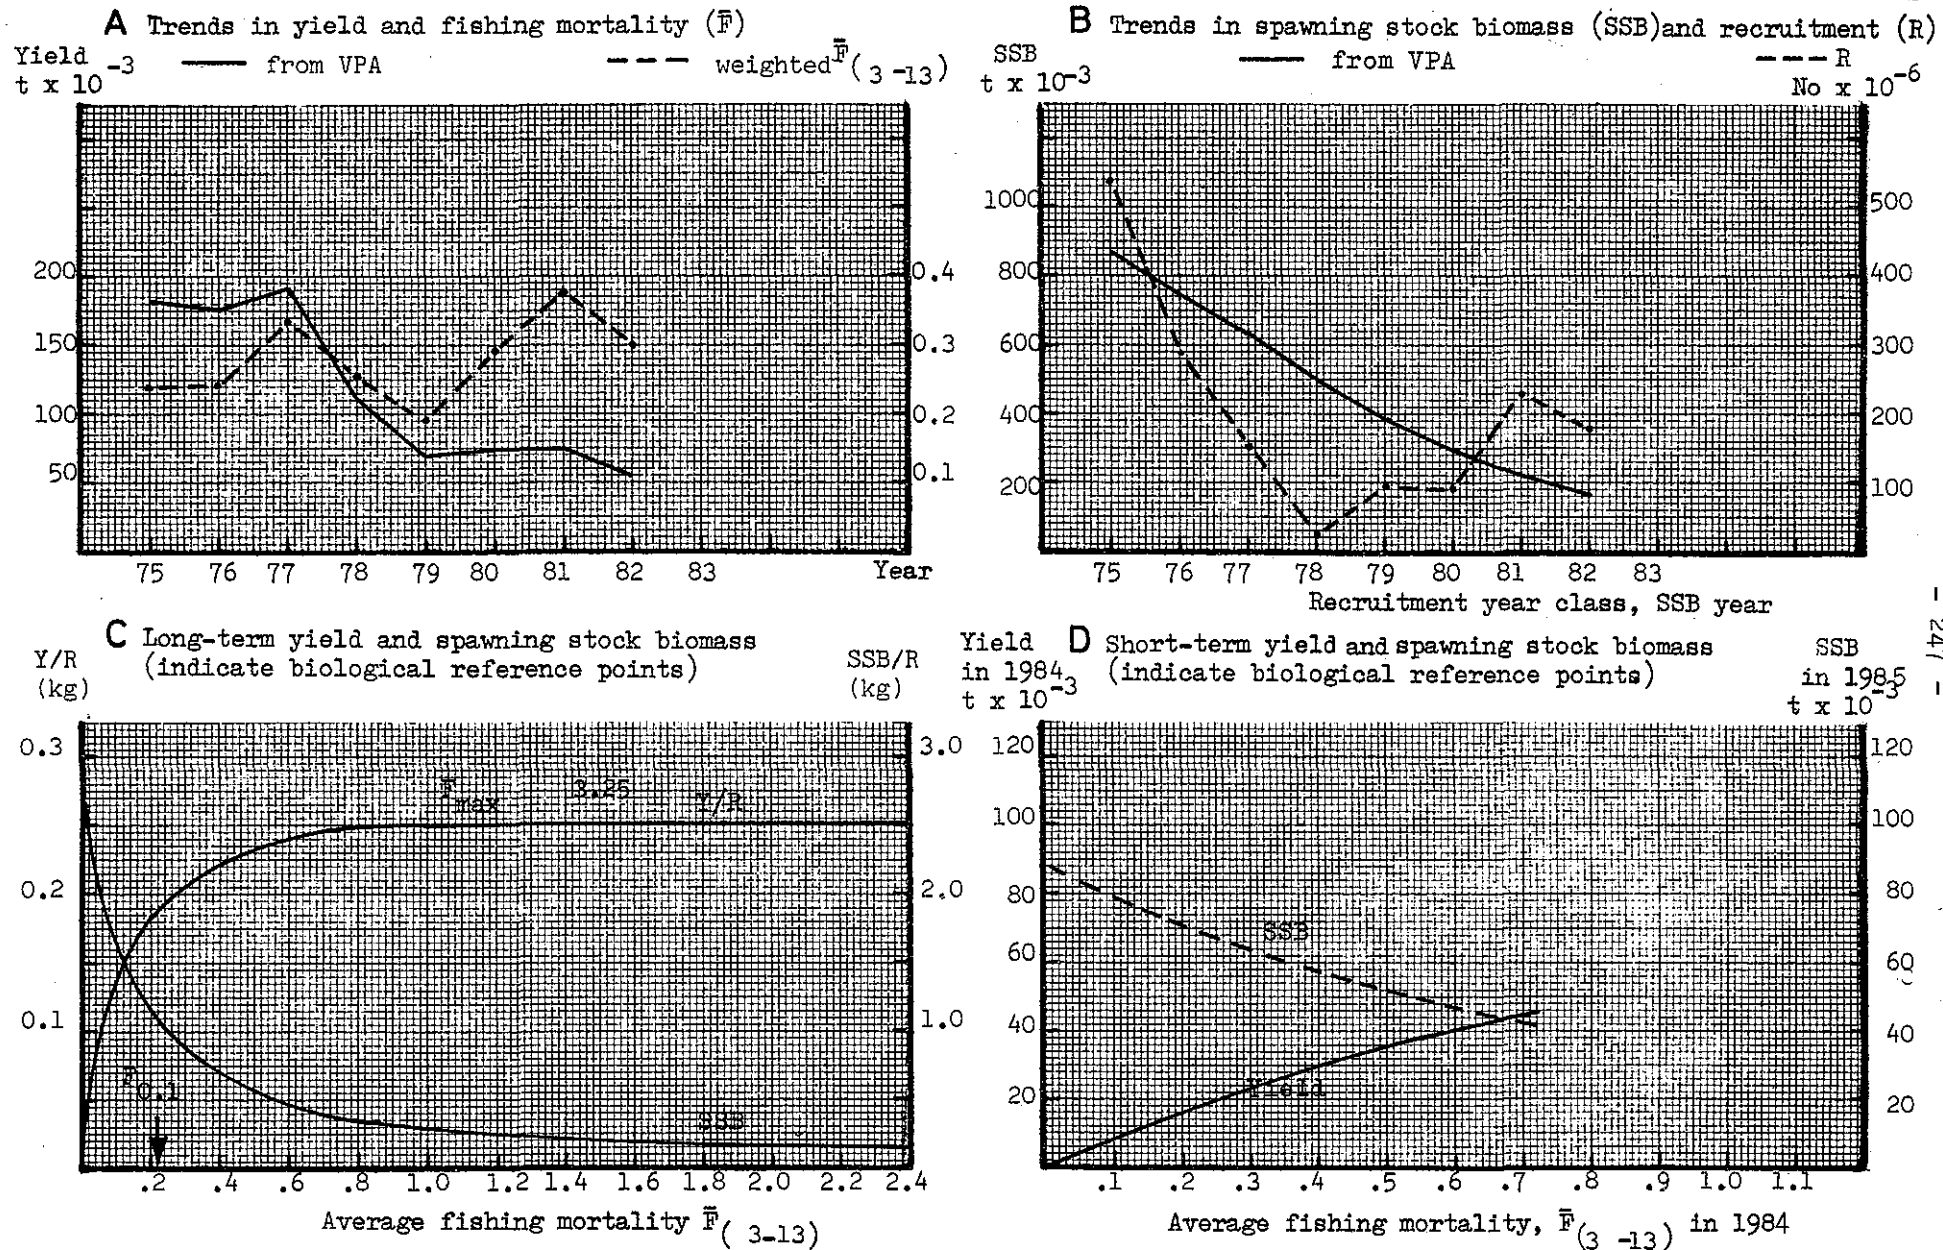 A Trends in yield and fishing mortality (F̄)
Yield
t x 10 -3
from VPA
weighted F̄ ( 3 -13)
200
150
100
50
0.4
0.3
0.2
0.1
75 76 77 78 79 80 81 82 83 Year
B Trends in spawning stock biomass (SSB)and recruitment (R)
SSB
t x 10-3
from VPA
R
No x 10-6
1000
800
600
400
200
500
400
300
200
100
75 76 77 78 79 80 81 82 83
Recruitment year class, SSB year
- 247 -
C Long-term yield and spawning stock biomass
(indicate biological reference points)
Y/R
(kg)
SSB/R
(kg)
0.3
0.2
0.1
3.0
2.0
1.0
Fmax 3.25 Y/R
F0.1
SSB
.2 .4 .6 .8 1.0 1.2 1.4 1.6 1.8 2.0 2.2 2.4
Average fishing mortality F̄( 3-13)
D Short-term yield and spawning stock biomass
(indicate biological reference points)
Yield
in 1984
t x 10-3
SSB
in 1985
t x 10-3
120
100
80
60
40
20
120
100
80
60
40
20
SSB
Yield
.1 .2 .3 .4 .5 .6 .7 .8 .9 1.0 1.1
Average fishing mortality, F̄(3 -13) in 1984